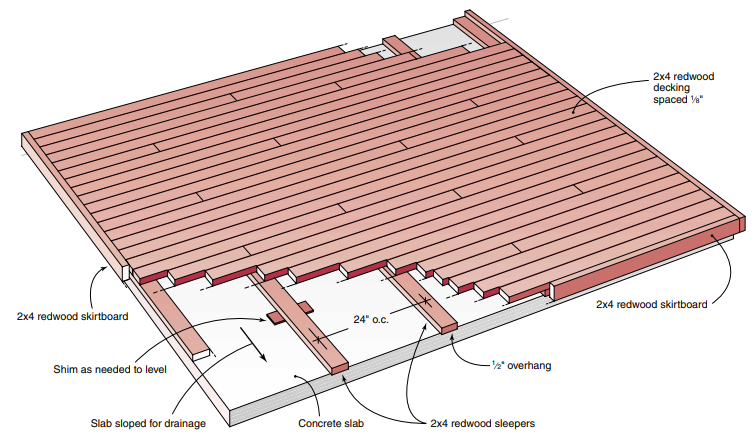 2x4 redwood
decking
spaced ⅛"
2x4 redwood skirtboard
2x4 redwood skirtboard
24" o.c.
Shim as needed to level
½" overhang
Slab sloped for drainage
Concrete slab
2x4 redwood sleepers